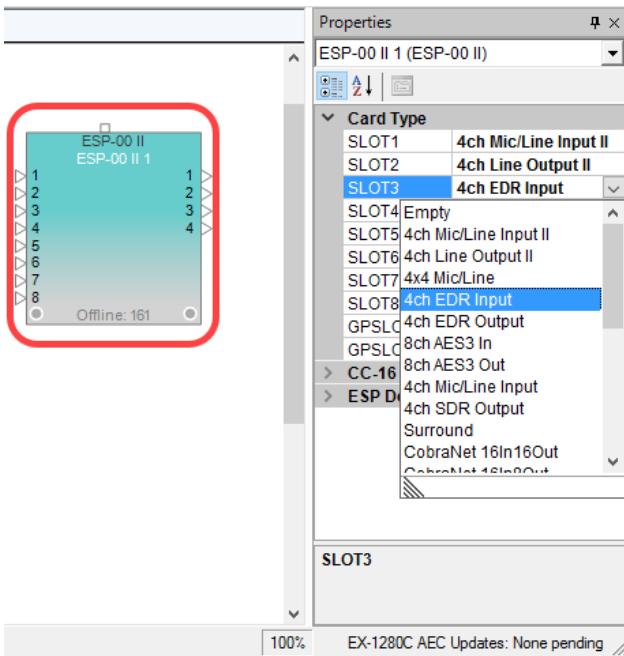 Properties
ESP-00 II 1 (ESP-00 II)
Card Type
SLOT1 4ch Mic/Line Input II
SLOT2 4ch Line Output II
SLOT3 4ch EDR Input
SLOT4
SLOT5
SLOT6
SLOT7
SLOT8
GPSLO
GPSLO
CC-16
ESP De
Empty
4ch Mic/Line Input II
4ch Line Output II
4x4 Mic/Line
4ch EDR Input
4ch EDR Output
8ch AES3 In
8ch AES3 Out
4ch Mic/Line Input
4ch SDR Output
Surround
CobraNet 16In16Out
CobraNet 16In8Out
SLOT3
ESP-00 II
ESP-00 II 1
1 1
2 2
3 3
4 4
5
6
7
8
Offline: 161
100% EX-1280C AEC Updates: None pending